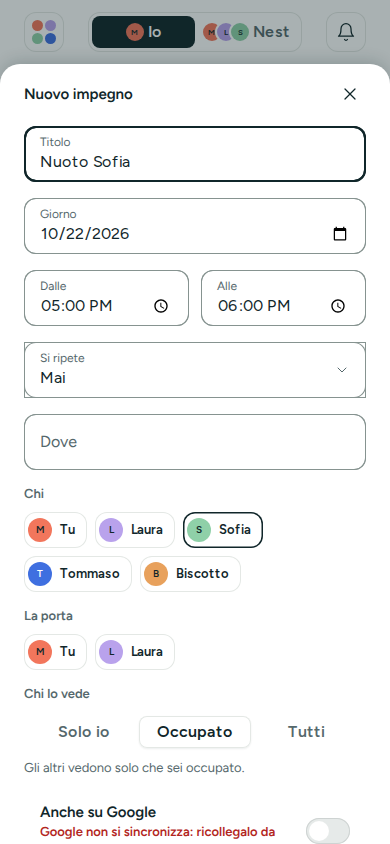 M Io M L S Nest
Nuovo impegno
Titolo
Nuoto Sofia
Giorno
10/22/2026
Dalle Alle
05:00 PM 06:00 PM
Si ripete
Mai
Dove
Chi
M Tu L Laura S Sofia
T Tommaso B Biscotto
La porta
M Tu L Laura
Chi lo vede
Solo io Occupato Tutti
Gli altri vedono solo che sei occupato.
Anche su Google
Google non si sincronizza: ricollegalo da